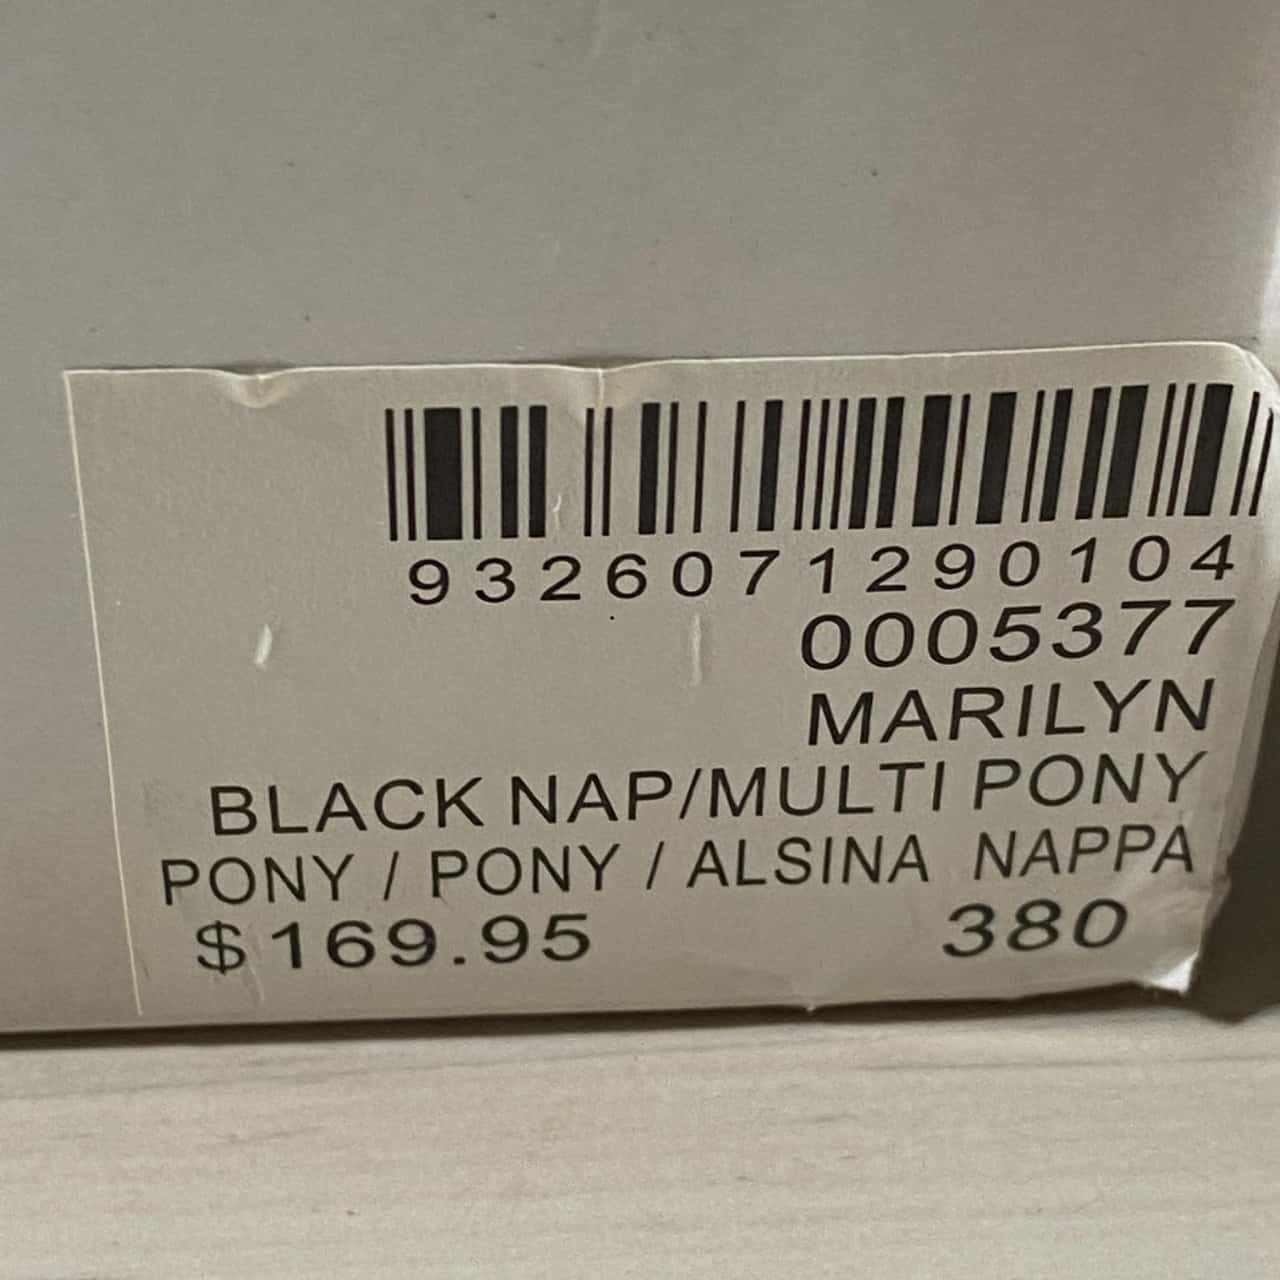 9326071290104
0005377
MARILYN
BLACK NAP/MULTI PONY
PONY / PONY / ALSINA NAPPA
$169.95 380